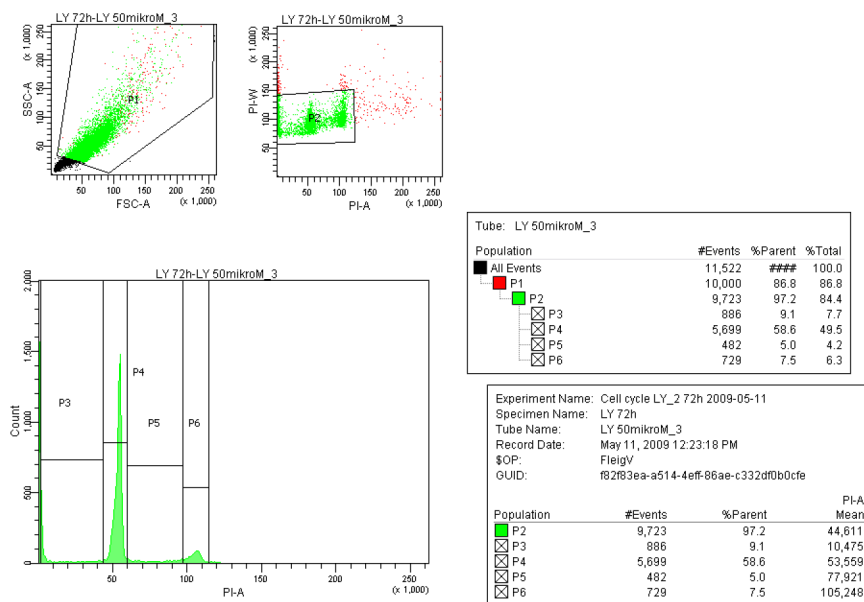 LY 72h-LY 50mikroM_3
SSC-A
(x 1,000)
50 100 150 200 250
P1
50 100 150 200 250
FSC-A
(x 1,000)
LY 72h-LY 50mikroM_3
PI-W
(x 1,000)
50 100 150 200 250
P2
50 100 150 200 250
PI-A
(x 1,000)
LY 72h-LY 50mikroM_3
Count
0 500 1,000 1,500 2,000
P3
P4
P5
P6
50 100 150 200 250
PI-A
(x 1,000)
Tube: LY 50mikroM_3
Population #Events %Parent %Total
All Events 11,522 #### 100.0
P1 10,000 86.8 86.8
P2 9,723 97.2 84.4
P3 886 9.1 7.7
P4 5,699 58.6 49.5
P5 482 5.0 4.2
P6 729 7.5 6.3
Experiment Name: Cell cycle LY_2 72h 2009-05-11
Specimen Name: LY 72h
Tube Name: LY 50mikroM_3
Record Date: May 11, 2009 12:23:18 PM
$OP: FleigV
GUID: f82f83ea-a514-4eff-86ae-c332df0b0cfe
PI-A
Population #Events %Parent Mean
P2 9,723 97.2 44,611
P3 886 9.1 10,475
P4 5,699 58.6 53,559
P5 482 5.0 77,921
P6 729 7.5 105,248